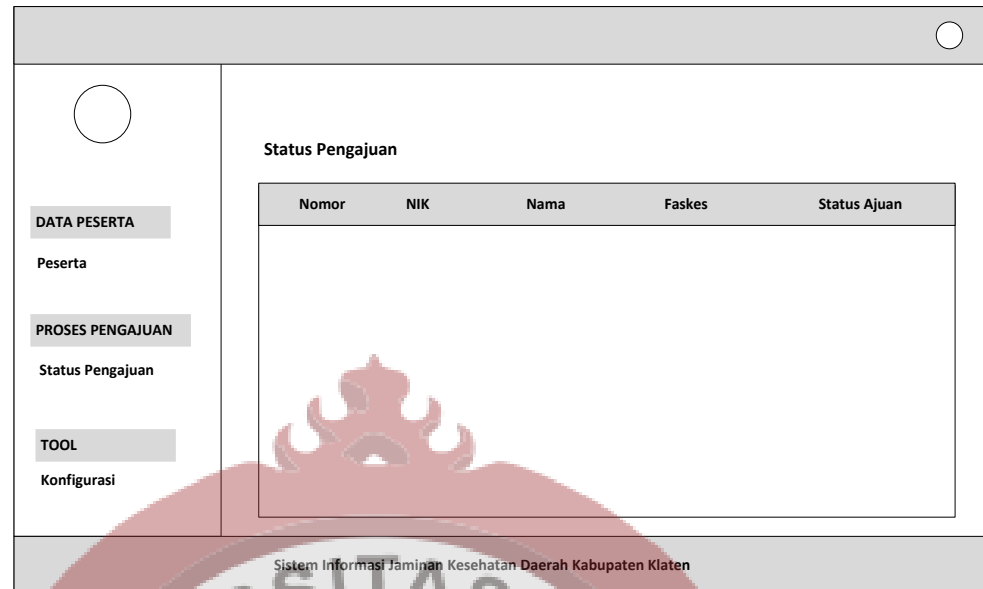 Status Pengajuan
Nomor NIK Nama Faskes Status Ajuan
DATA PESERTA
Peserta
PROSES PENGAJUAN
Status Pengajuan
TOOL
Konfigurasi
Sistem Informasi Jaminan Kesehatan Daerah Kabupaten Klaten